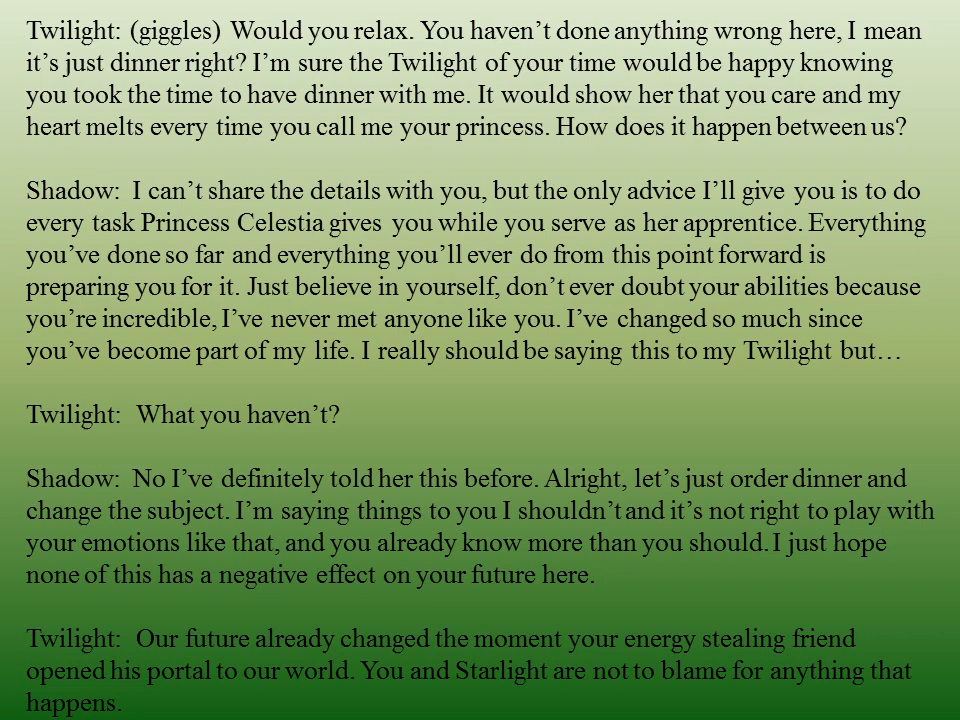 Twilight: (giggles) Would you relax. You haven’t done anything wrong here, I mean
it’s just dinner right? I’m sure the Twilight of your time would be happy knowing
you took the time to have dinner with me. It would show her that you care and my
heart melts every time you call me your princess. How does it happen between us?
Shadow:  I can’t share the details with you, but the only advice I’ll give you is to do
every task Princess Celestia gives you while you serve as her apprentice. Everything
you’ve done so far and everything you’ll ever do from this point forward is
preparing you for it. Just believe in yourself, don’t ever doubt your abilities because
you’re incredible, I’ve never met anyone like you. I’ve changed so much since
you’ve become part of my life. I really should be saying this to my Twilight but…
Twilight:  What you haven’t?
Shadow:  No I’ve definitely told her this before. Alright, let’s just order dinner and
change the subject. I’m saying things to you I shouldn’t and it’s not right to play with
your emotions like that, and you already know more than you should. I just hope
none of this has a negative effect on your future here.
Twilight:  Our future already changed the moment your energy stealing friend
opened his portal to our world. You and Starlight are not to blame for anything that
happens.